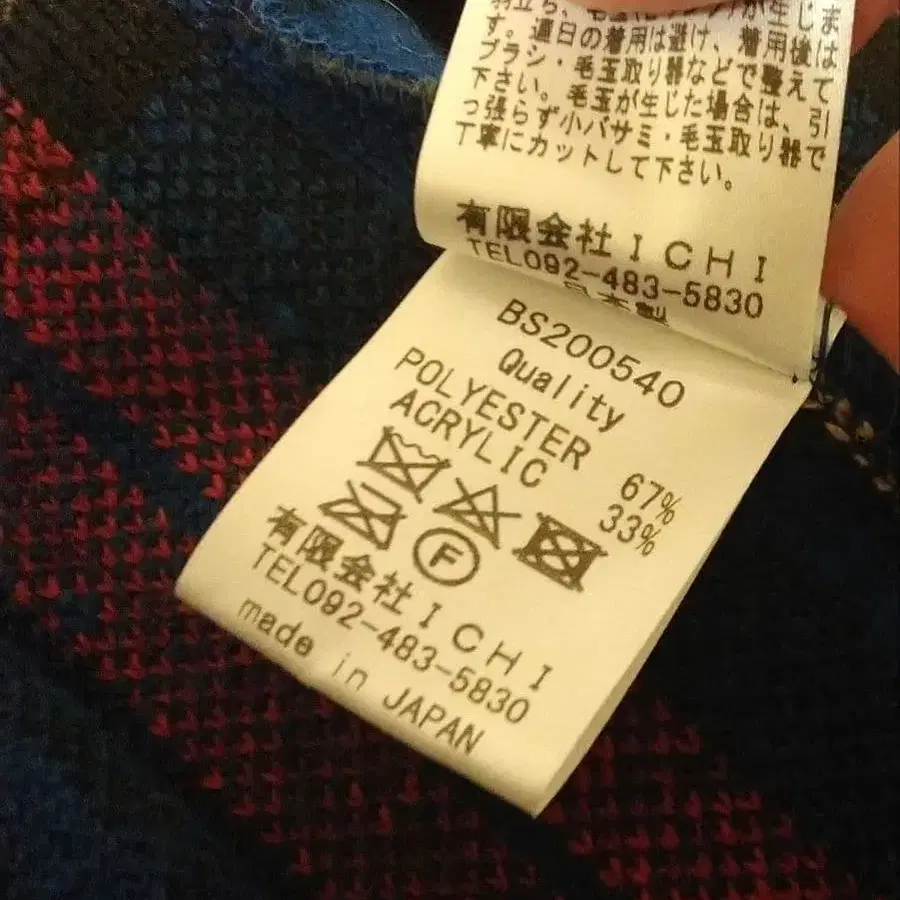 が生じま
す。連日の着用は避け、着用後は
ブラシ・毛玉取り器などで整えて
下さい。毛玉が生じた場合は、引
っ張らず小バサミ・毛玉取り器で
丁寧にカットして下さい。
有限会社ＩＣＨＩ
TEL092-483-5830
日本製
BS200540
Quality
POLYESTER 67%
ACRYLIC 33%
F
有限会社ＩＣＨＩ
TEL092-483-5830
made in JAPAN